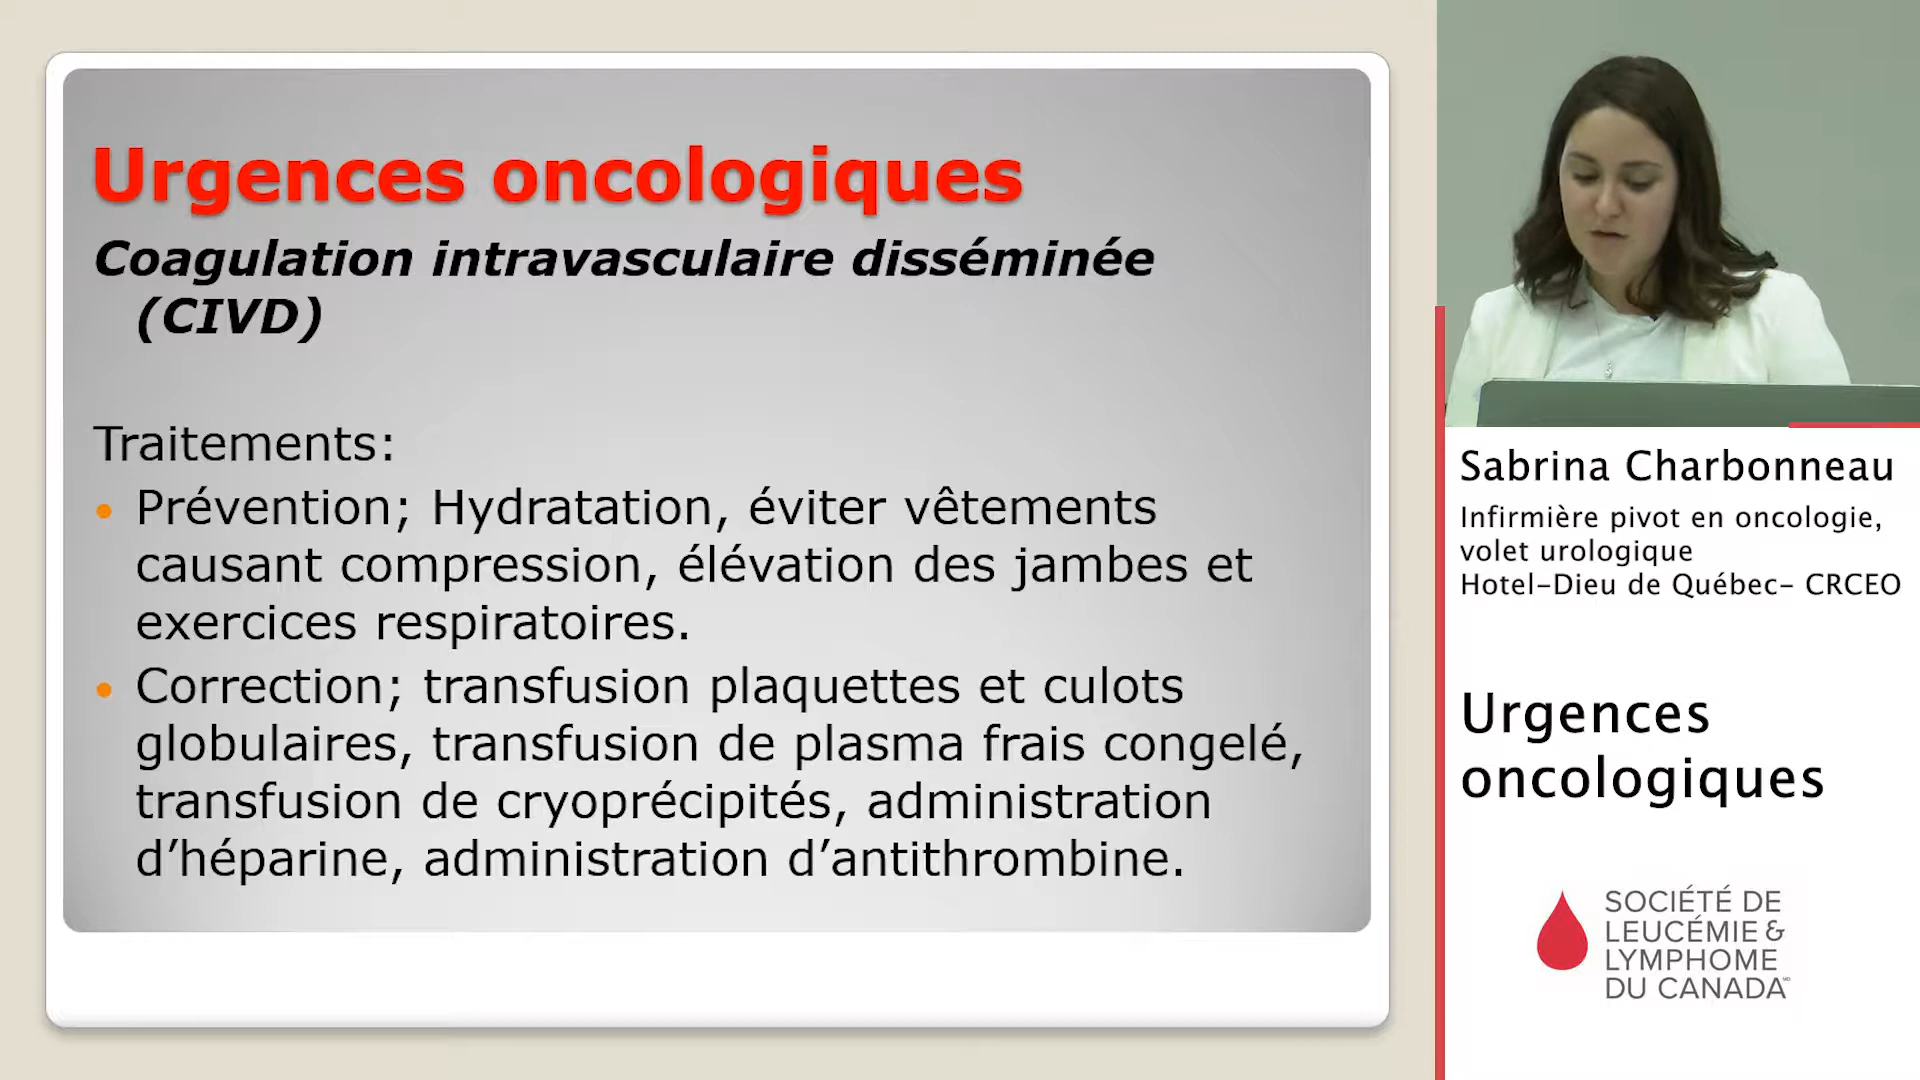 Urgences oncologiques
Coagulation intravasculaire disséminée
(CIVD)
Traitements:
• Prévention; Hydratation, éviter vêtements
causant compression, élévation des jambes et
exercices respiratoires.
• Correction; transfusion plaquettes et culots
globulaires, transfusion de plasma frais congelé,
transfusion de cryoprécipités, administration
d’héparine, administration d’antithrombine.
Sabrina Charbonneau
Infirmière pivot en oncologie,
volet urologique
Hotel-Dieu de Québec- CRCEO
Urgences
oncologiques
SOCIÉTÉ DE
LEUCÉMIE &
LYMPHOME
DU CANADA